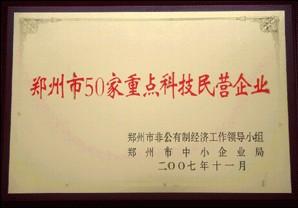 郑州市50家重点科技民营企业
郑州市非公有制经济工作领导小组
郑州市中小企业局
二〇〇七年十一月